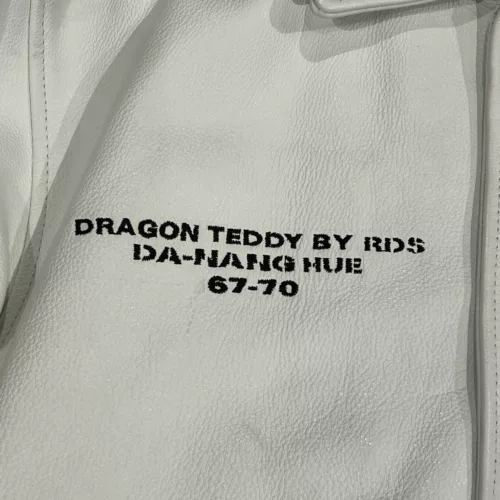 DRAGON TEDDY BY RDS
DA-NANG HUE
67-70